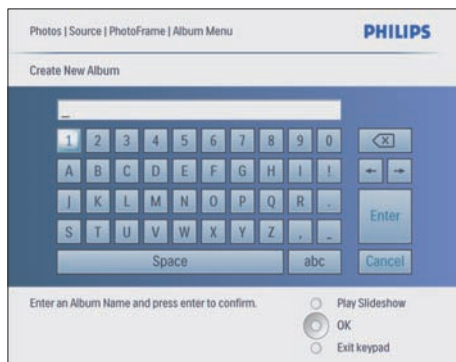 Photos | Source | PhotoFrame | Album Menu PHILIPS
Create New Album
_
1 2 3 4 5 6 7 8 9 0
A B C D E F G H I !
← →
J K L M N O P Q R .
Enter
S T U V W X Y Z , _
Space abc Cancel
Enter an Album Name and press enter to confirm.
Play Slideshow
OK
Exit keypad